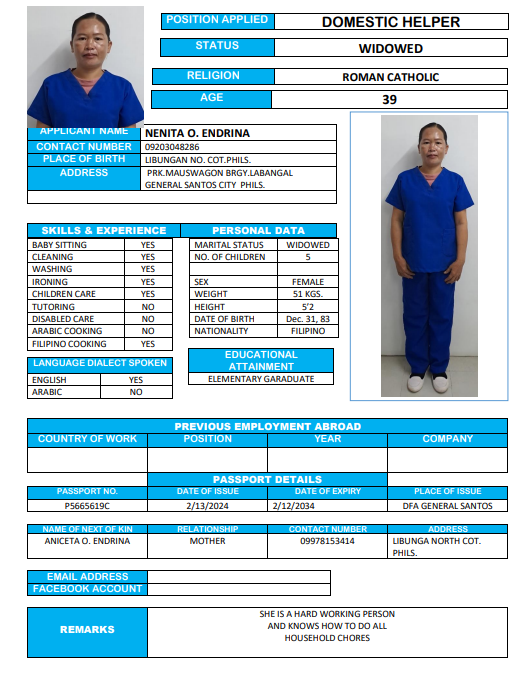 POSITION APPLIED DOMESTIC HELPER
STATUS WIDOWED
RELIGION ROMAN CATHOLIC
AGE 39
APPLICANT NAME NENITA O. ENDRINA
CONTACT NUMBER 09203048286
PLACE OF BIRTH LIBUNGAN NO. COT.PHILS.
ADDRESS PRK.MAUSWAGON BRGY.LABANGAL
GENERAL SANTOS CITY PHILS.
SKILLS & EXPERIENCE PERSONAL DATA
BABY SITTING YES MARITAL STATUS WIDOWED
CLEANING YES NO. OF CHILDREN 5
WASHING YES
IRONING YES SEX FEMALE
CHILDREN CARE YES WEIGHT 51 KGS.
TUTORING NO HEIGHT 5'2
DISABLED CARE NO DATE OF BIRTH Dec. 31, 83
ARABIC COOKING NO NATIONALITY FILIPINO
FILIPINO COOKING YES
LANGUAGE DIALECT SPOKEN
ENGLISH YES
ARABIC NO
EDUCATIONAL
ATTAINMENT
ELEMENTARY GARADUATE
PREVIOUS EMPLOYMENT ABROAD
COUNTRY OF WORK POSITION YEAR COMPANY
PASSPORT DETAILS
PASSPORT NO. DATE OF ISSUE DATE OF EXPIRY PLACE OF ISSUE
P5665619C 2/13/2024 2/12/2034 DFA GENERAL SANTOS
NAME OF NEXT OF KIN RELATIONSHIP CONTACT NUMBER ADDRESS
ANICETA O. ENDRINA MOTHER 09978153414 LIBUNGA NORTH COT.
PHILS.
EMAIL ADDRESS
FACEBOOK ACCOUNT
REMARKS
SHE IS A HARD WORKING PERSON
AND KNOWS HOW TO DO ALL
HOUSEHOLD CHORES